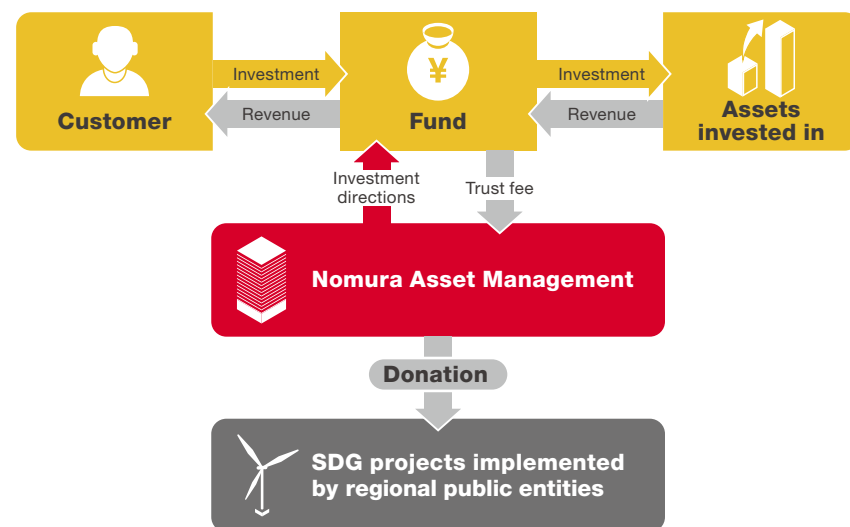 Investment
Investment
Revenue
Revenue
Customer
Fund
Assets
invested in
¥
Investment
directions
Trust fee
Nomura Asset Management
Donation
SDG projects implemented
by regional public entities